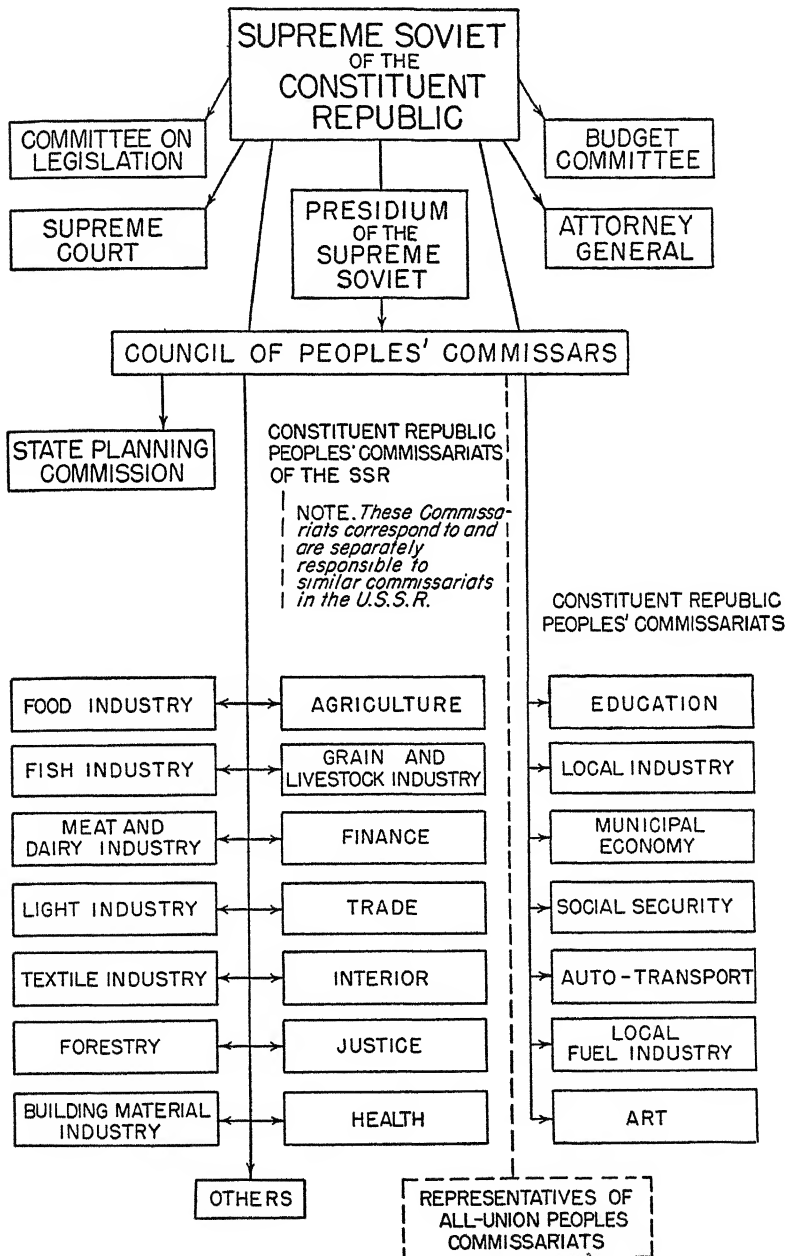 SUPREME SOVIET
OF THE
CONSTITUENT
REPUBLIC
COMMITTEE ON
LEGISLATION
BUDGET
COMMITTEE
SUPREME
COURT
PRESIDIUM
OF THE
SUPREME
SOVIET
ATTORNEY
GENERAL
COUNCIL OF PEOPLES' COMMISSARS
STATE PLANNING
COMMISSION
CONSTITUENT REPUBLIC
PEOPLES' COMMISSARIATS
OF THE SSR
NOTE. These Commissa-
riats correspond to and
are separately
responsible to
similar commissariats
in the U.S.S.R.
CONSTITUENT REPUBLIC
PEOPLES' COMMISSARIATS
FOOD INDUSTRY
AGRICULTURE
EDUCATION
FISH INDUSTRY
GRAIN AND
LIVESTOCK INDUSTRY
LOCAL INDUSTRY
MEAT AND
DAIRY INDUSTRY
FINANCE
MUNICIPAL
ECONOMY
LIGHT INDUSTRY
TRADE
SOCIAL SECURITY
TEXTILE INDUSTRY
INTERIOR
AUTO-TRANSPORT
FORESTRY
JUSTICE
LOCAL
FUEL INDUSTRY
BUILDING MATERIAL
INDUSTRY
HEALTH
ART
OTHERS
REPRESENTATIVES OF
ALL-UNION PEOPLES
COMMISSARIATS